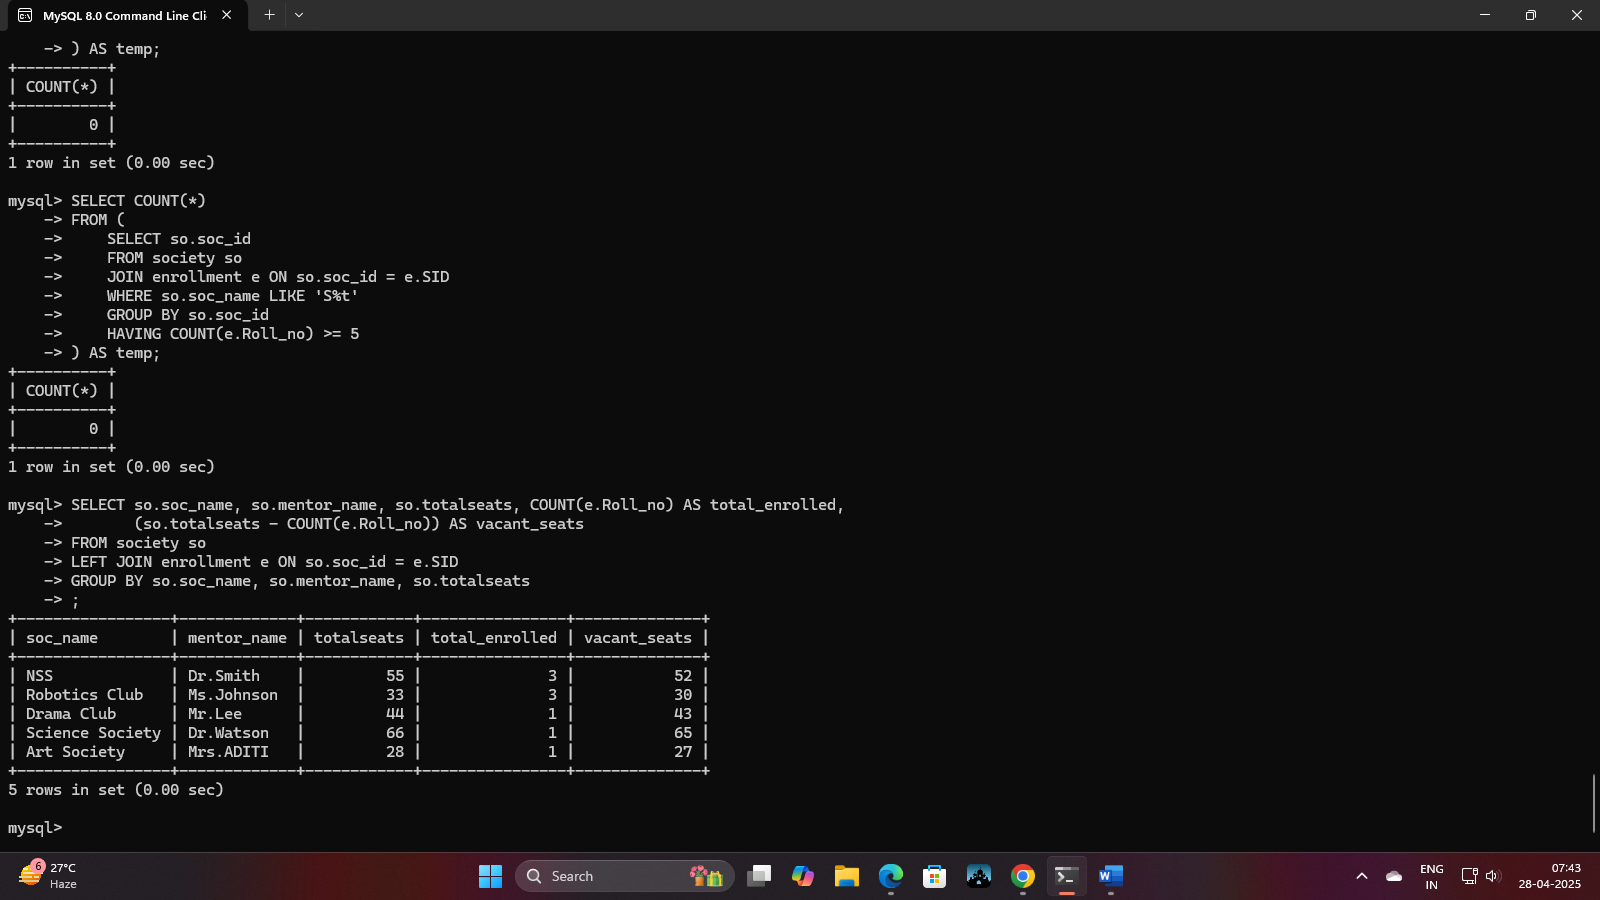 MySQL 8.0 Command Line Cli
    -> ) AS temp;
+----------+
| COUNT(*) |
+----------+
|        0 |
+----------+
1 row in set (0.00 sec)
mysql> SELECT COUNT(*)
    -> FROM (
    ->     SELECT so.soc_id
    ->     FROM society so
    ->     JOIN enrollment e ON so.soc_id = e.SID
    ->     WHERE so.soc_name LIKE 'S%t'
    ->     GROUP BY so.soc_id
    ->     HAVING COUNT(e.Roll_no) >= 5
    -> ) AS temp;
+----------+
| COUNT(*) |
+----------+
|        0 |
+----------+
1 row in set (0.00 sec)
mysql> SELECT so.soc_name, so.mentor_name, so.totalseats, COUNT(e.Roll_no) AS total_enrolled,
    ->        (so.totalseats - COUNT(e.Roll_no)) AS vacant_seats
    -> FROM society so
    -> LEFT JOIN enrollment e ON so.soc_id = e.SID
    -> GROUP BY so.soc_name, so.mentor_name, so.totalseats
    -> ;
+-----------------+-------------+------------+----------------+--------------+
| soc_name        | mentor_name | totalseats | total_enrolled | vacant_seats |
+-----------------+-------------+------------+----------------+--------------+
| NSS             | Dr.Smith    |         55 |              3 |           52 |
| Robotics Club   | Ms.Johnson  |         33 |              3 |           30 |
| Drama Club      | Mr.Lee      |         44 |              1 |           43 |
| Science Society | Dr.Watson   |         66 |              1 |           65 |
| Art Society     | Mrs.ADITI   |         28 |              1 |           27 |
+-----------------+-------------+------------+----------------+--------------+
5 rows in set (0.00 sec)
mysql>
6
27°C
Haze
Search
ENG
IN
07:43
28-04-2025